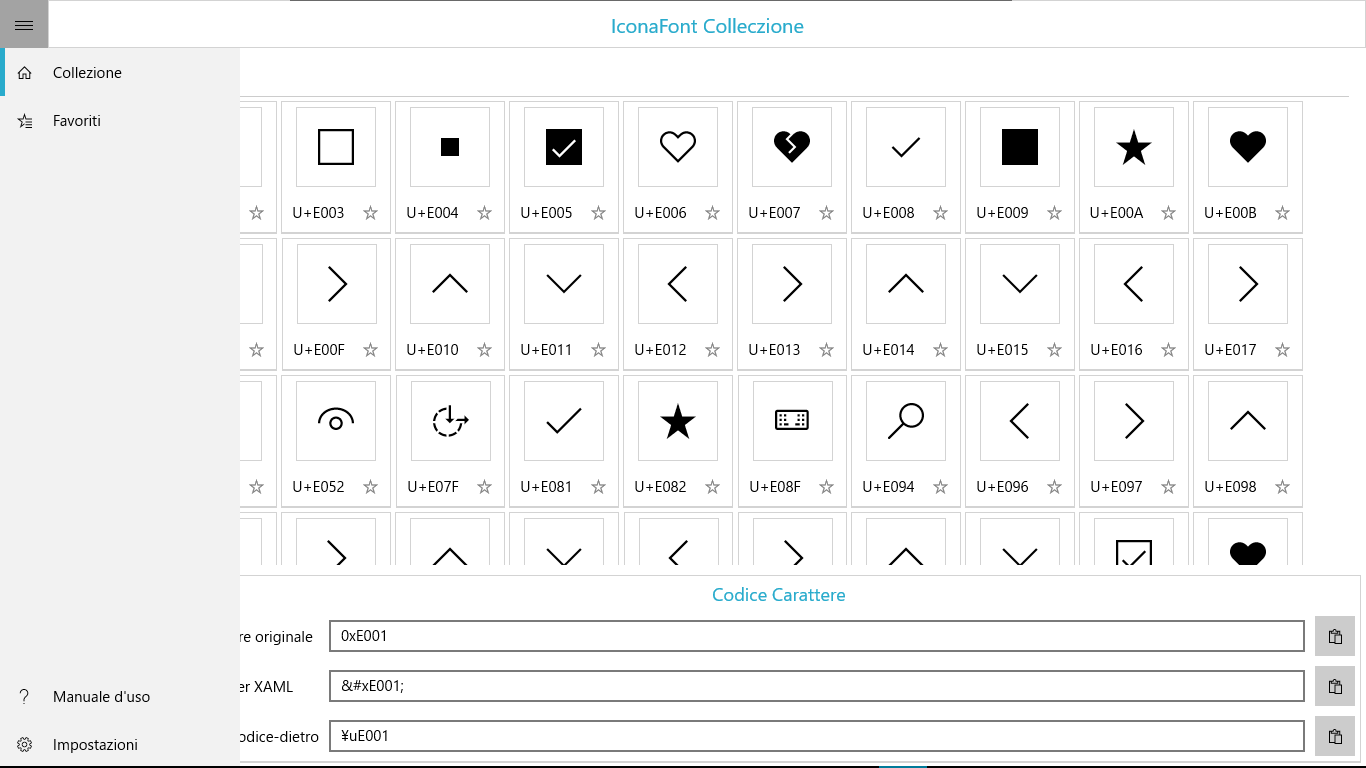 IconaFont Colleczione
Collezione
Favoriti
U+E003 U+E004 U+E005 U+E006 U+E007 U+E008 U+E009 U+E00A U+E00B
U+E00F U+E010 U+E011 U+E012 U+E013 U+E014 U+E015 U+E016 U+E017
U+E052 U+E07F U+E081 U+E082 U+E08F U+E094 U+E096 U+E097 U+E098
Codice Carattere
re originale 0xE001
er XAML &#xE001;
odice-dietro ¥uE001
Manuale d'uso
Impostazioni